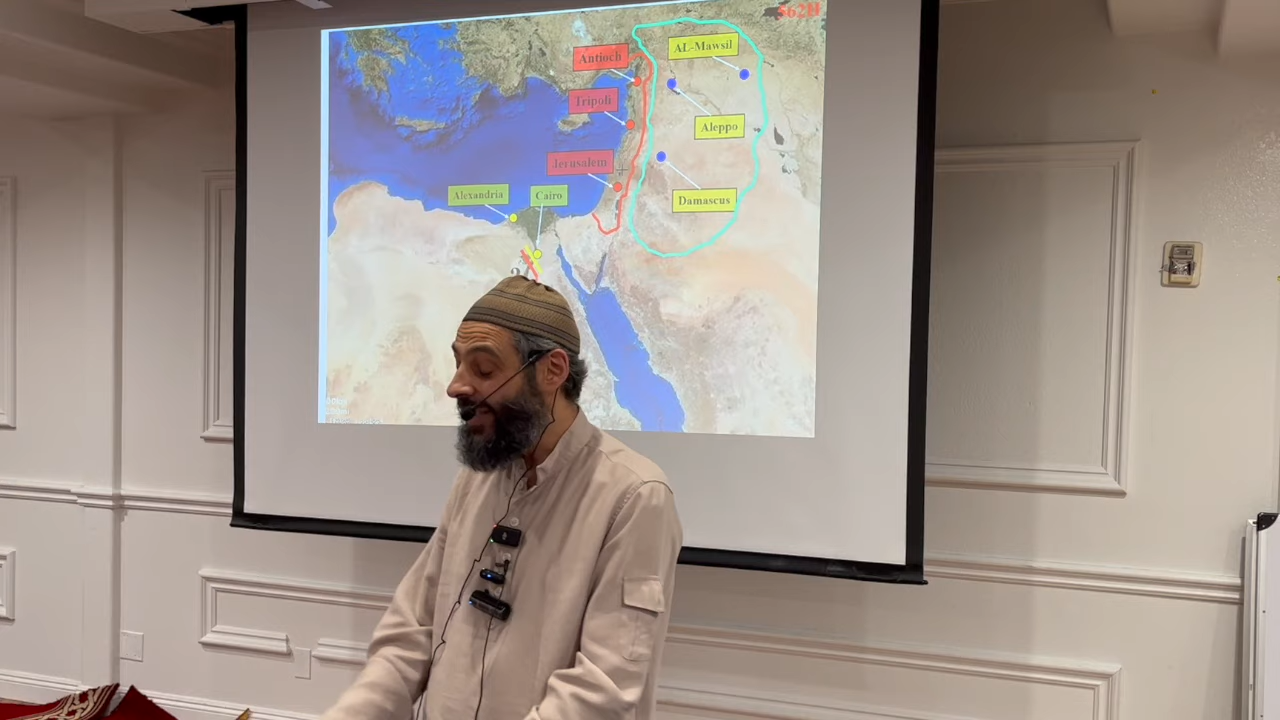 562H
AL-Mawsil
Antioch
Tripoli
Aleppo
Jerusalem
Alexandria
Cairo
Damascus